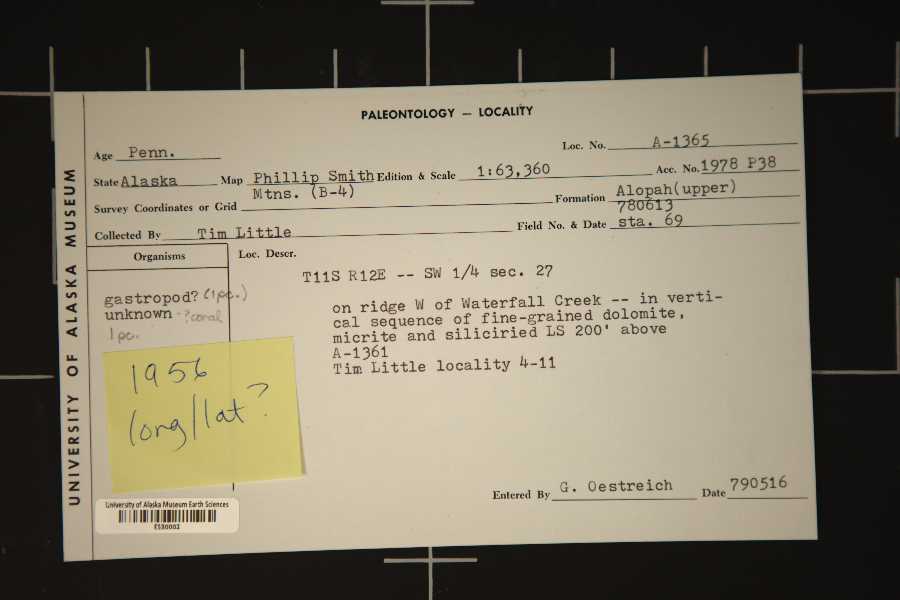 PALEONTOLOGY — LOCALITY
Age Penn. Loc. No. A-1365
State Alaska Map Phillip Smith Edition & Scale 1:63,360 Acc. No. 1978 P38
Mtns. (B-4)
Survey Coordinates or Grid Formation Alopah(upper)
780613
Collected By Tim Little Field No. & Date sta. 69
Organisms Loc. Descr.
T11S R12E -- SW 1/4 sec. 27
gastropod? (1pc.)
unknown - ?coral
1 pc.
on ridge W of Waterfall Creek -- in verti-
cal sequence of fine-grained dolomite,
micrite and siliciried LS 200' above
A-1361
Tim Little locality 4-11
1956
long/lat?
Entered By G. Oestreich Date 790516
University of Alaska Museum Earth Sciences
ES30002
UNIVERSITY OF ALASKA MUSEUM